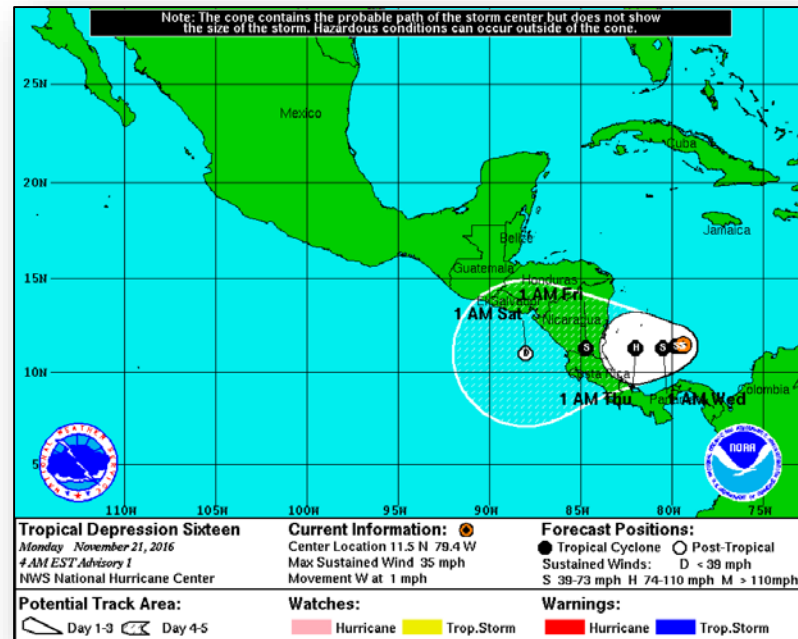 Note: The cone contains the probable path of the storm center but does not show
the size of the storm. Hazardous conditions can occur outside of the cone.
25N
Mexico
Cuba
20N
Jamaica
Belize
Guatemala
15N
Honduras
El Salvador
1 AM Fri
1 AM Sat
Nicaragua
D
S
H
S
Costa Rica
10N
1 AM Thu
Panama
1 AM Wed
Colombia
NATIONAL WEATHER SERVICE
NOAA
5
110W 105W 100W 95W 90W 85W 80W 75W
Tropical Depression Sixteen
Monday November 21, 2016
4 AM EST Advisory 1
NWS National Hurricane Center
Current Information:
Center Location 11.5 N 79.4 W
Max Sustained Wind 35 mph
Movement W at 1 mph
Forecast Positions:
Tropical Cyclone Post-Tropical
Sustained Winds: D < 39 mph
S 39-73 mph H 74-110 mph M > 110mph
Potential Track Area:
Day 1-3 Day 4-5
Watches:
Hurricane Trop.Storm
Warnings:
Hurricane Trop.Storm